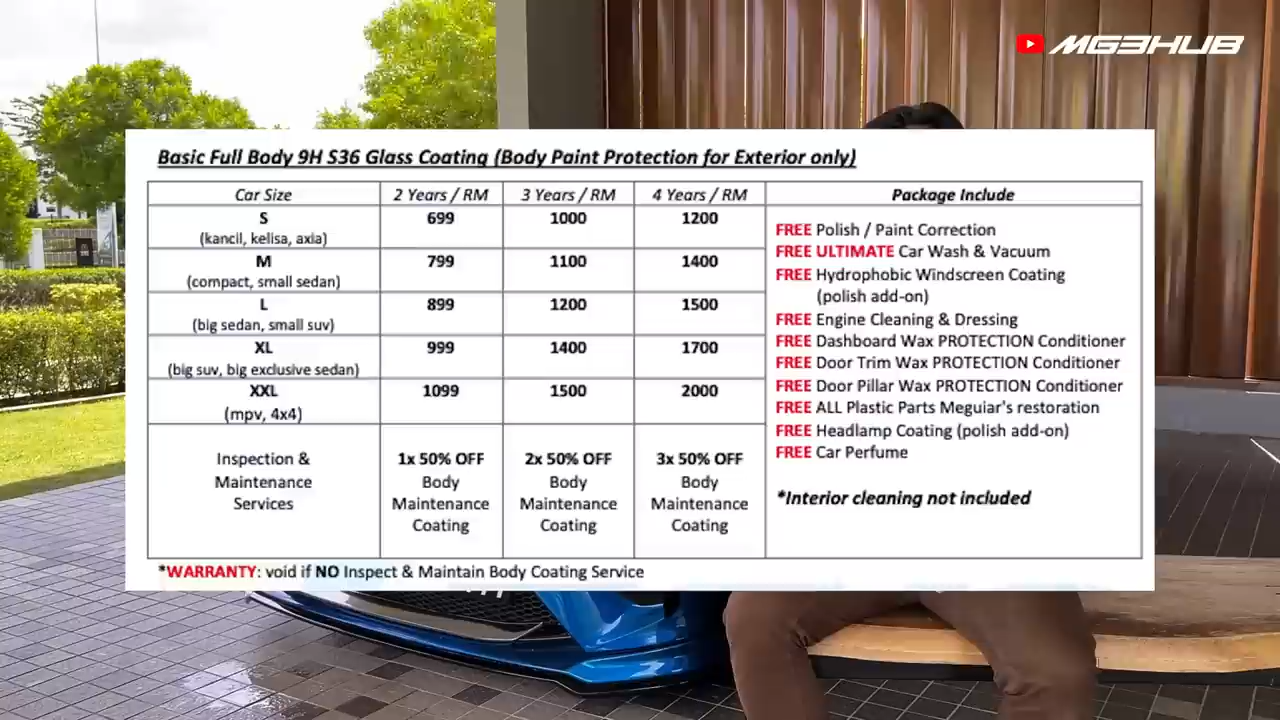 MG3HUB
Basic Full Body 9H S36 Glass Coating (Body Paint Protection for Exterior only)
Car Size 2 Years / RM 3 Years / RM 4 Years / RM Package Include
S 699 1000 1200
(kancil, kelisa, axia)
M 799 1100 1400
(compact, small sedan)
L 899 1200 1500
(big sedan, small suv)
XL 999 1400 1700
(big suv, big exclusive sedan)
XXL 1099 1500 2000
(mpv, 4x4)
Inspection & 1x 50% OFF 2x 50% OFF 3x 50% OFF
Maintenance Body Body Body
Services Maintenance Maintenance Maintenance
Coating Coating Coating
FREE Polish / Paint Correction
FREE ULTIMATE Car Wash & Vacuum
FREE Hydrophobic Windscreen Coating
(polish add-on)
FREE Engine Cleaning & Dressing
FREE Dashboard Wax PROTECTION Conditioner
FREE Door Trim Wax PROTECTION Conditioner
FREE Door Pillar Wax PROTECTION Conditioner
FREE ALL Plastic Parts Meguiar's restoration
FREE Headlamp Coating (polish add-on)
FREE Car Perfume
*Interior cleaning not included
*WARRANTY: void if NO Inspect & Maintain Body Coating Service